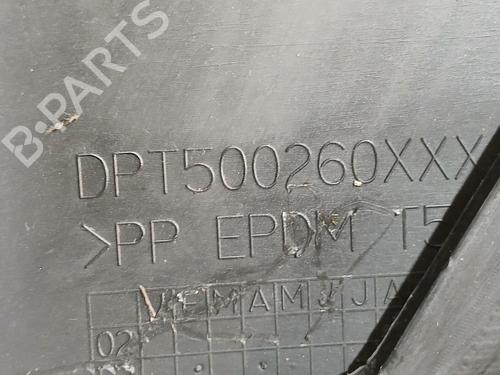 B-PARTS
DPT500260XXX
>PP EPDM T5
J F M A M J J A
02